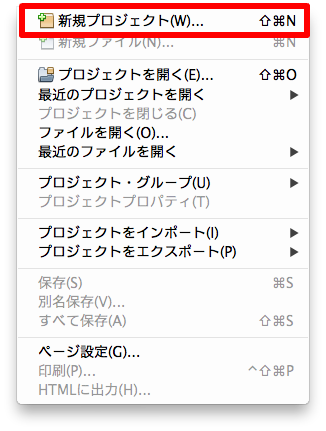 新規プロジェクト(W)... ⇧⌘N
新規ファイル(N)... ⌘N
プロジェクトを開く(E)... ⇧⌘O
最近のプロジェクトを開く ▶
プロジェクトを閉じる(C)
ファイルを開く(O)...
最近のファイルを開く ▶
プロジェクト・グループ(U) ▶
プロジェクトプロパティ(T)
プロジェクトをインポート(I) ▶
プロジェクトをエクスポート(P) ▶
保存(S) ⌘S
別名保存(V)...
すべて保存(A) ⇧⌘S
ページ設定(G)...
印刷(P)... ^⇧⌘P
HTMLに出力(H)...